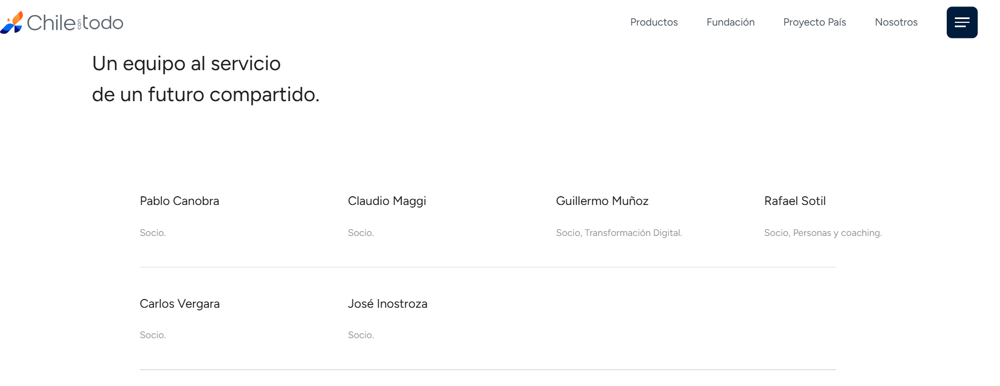 Chile con todo
Productos Fundación Proyecto País Nosotros
Un equipo al servicio
de un futuro compartido.
Pablo Canobra Claudio Maggi Guillermo Muñoz Rafael Sotil
Socio. Socio. Socio, Transformación Digital. Socio, Personas y coaching.
Carlos Vergara José Inostroza
Socio. Socio.